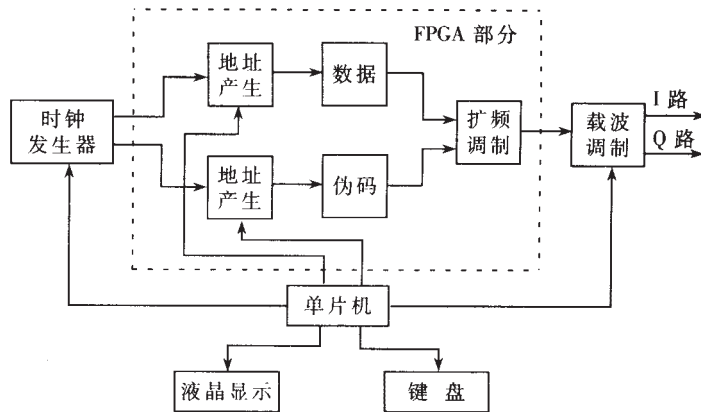 FPGA 部分
地址
产生
数据
时钟
发生器
扩频
调制
载波
调制
I 路
Q 路
地址
产生
伪码
单片机
液晶显示
键 盘